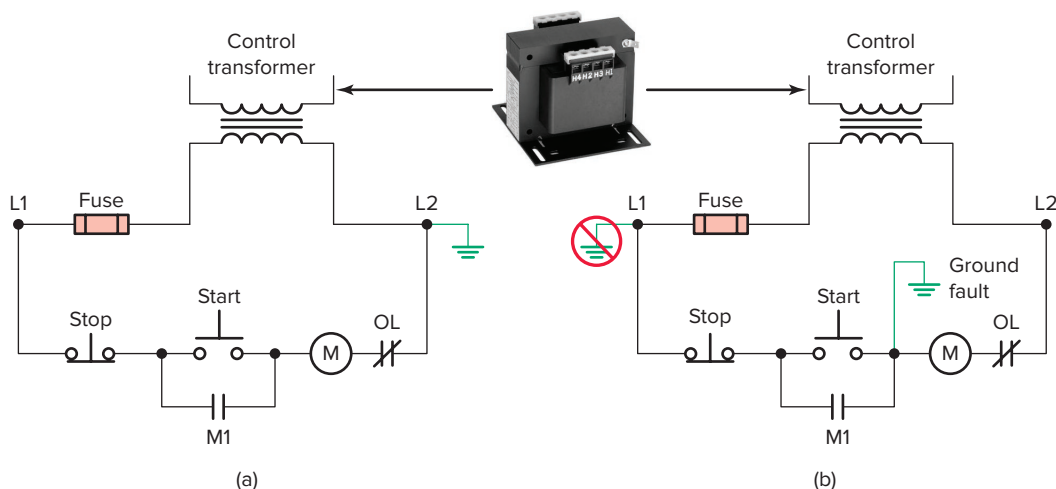 Control
transformer
H4 H2 H3 H1
Control
transformer
L1
Fuse
L2
Stop
Start
M
OL
M1
(a)
L1
Fuse
L2
Ground
fault
Stop
Start
M
OL
M1
(b)